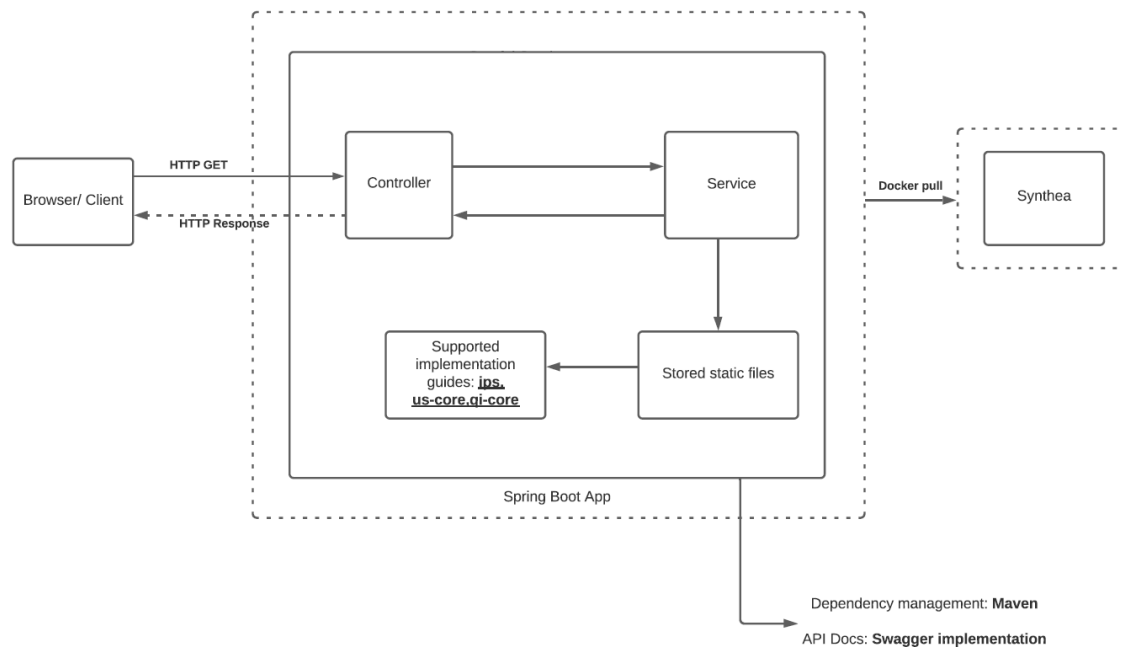 HTTP GET
Browser/ Client
HTTP Response
Controller
Service
Docker pull
Synthea
Supported
implementation
guides: ips,
us-core,qi-core
Stored static files
Spring Boot App
Dependency management: Maven
API Docs: Swagger implementation